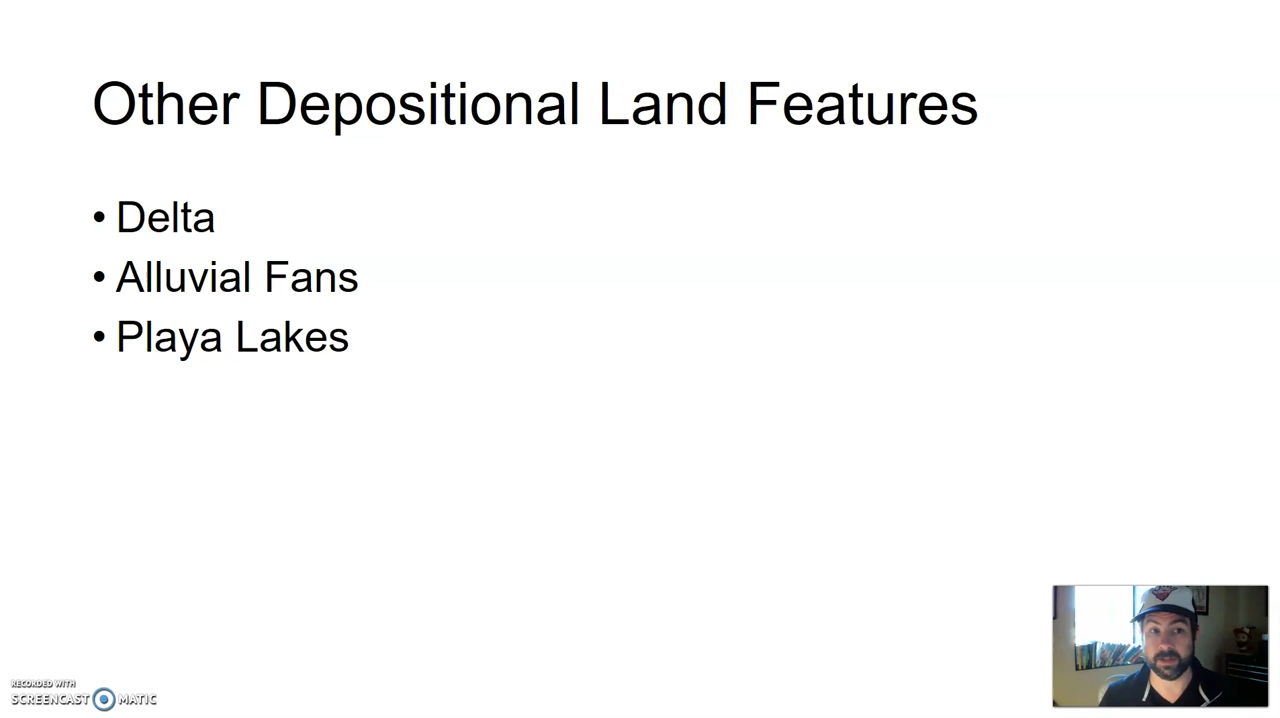 Other Depositional Land Features
• Delta
• Alluvial Fans
• Playa Lakes
RECORDED WITH
SCREENCAST MATIC